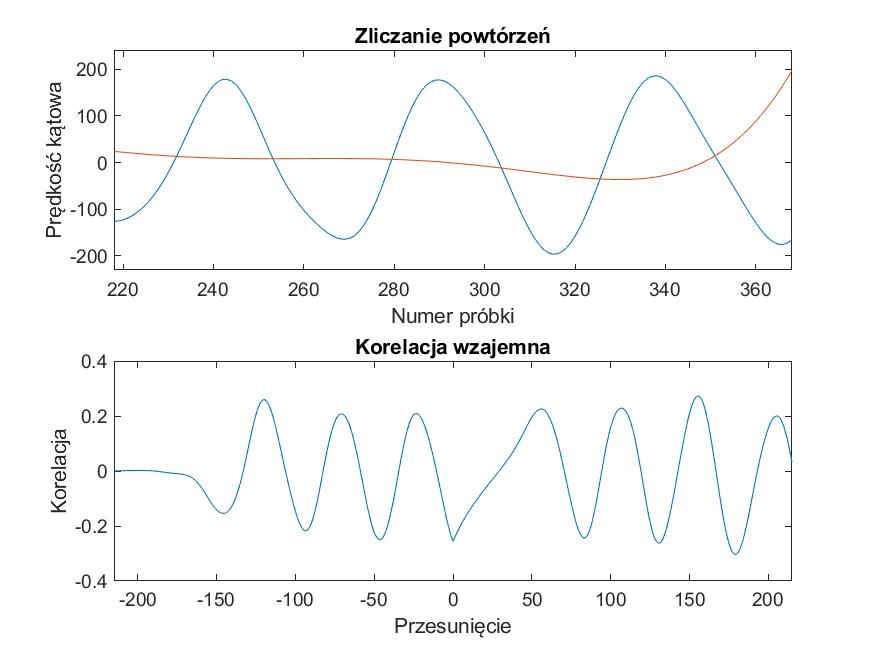 Zliczanie powtórzeń
Prędkość kątowa
200
100
0
-100
-200
220 240 260 280 300 320 340 360
Numer próbki
Korelacja wzajemna
Korelacja
0.4
0.2
0
-0.2
-0.4
-200 -150 -100 -50 0 50 100 150 200
Przesunięcie